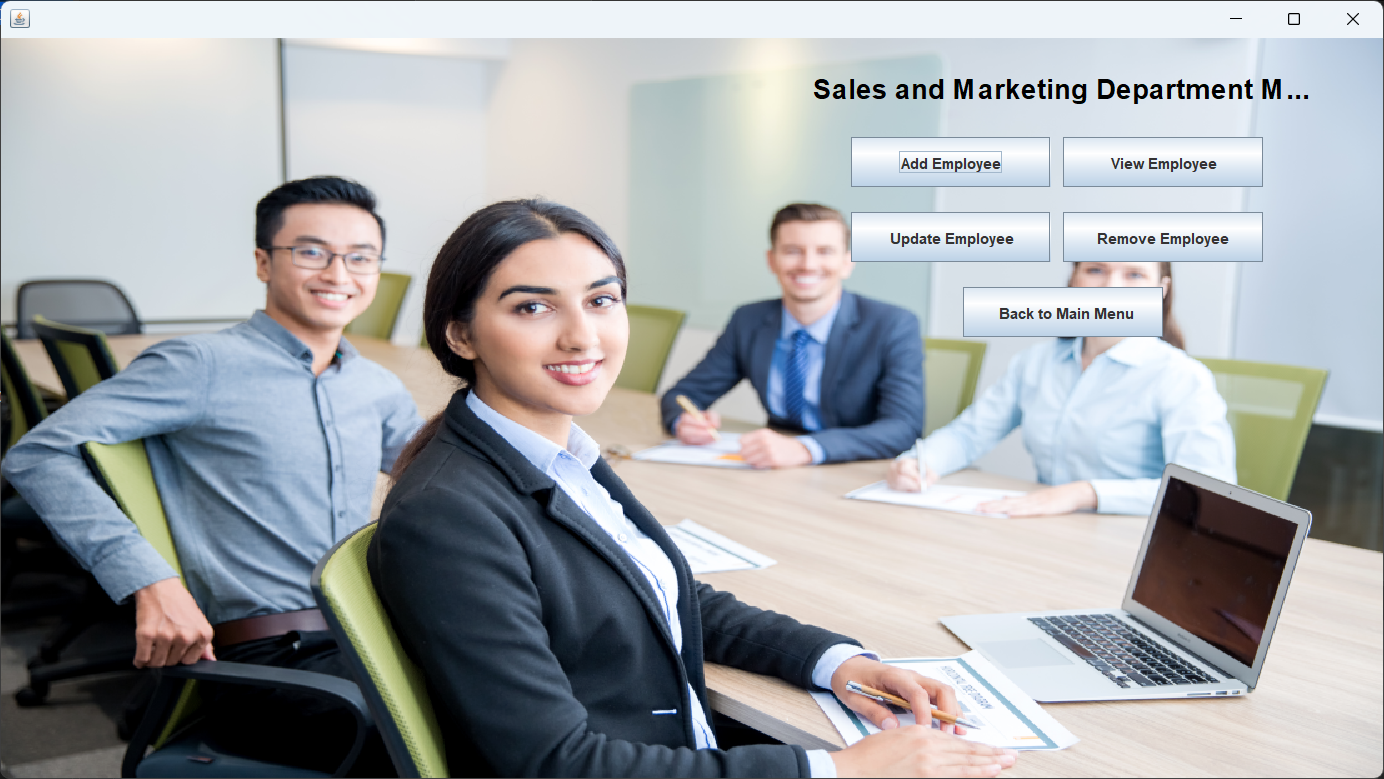 Sales and Marketing Department M...
Add Employee
View Employee
Update Employee
Remove Employee
Back to Main Menu